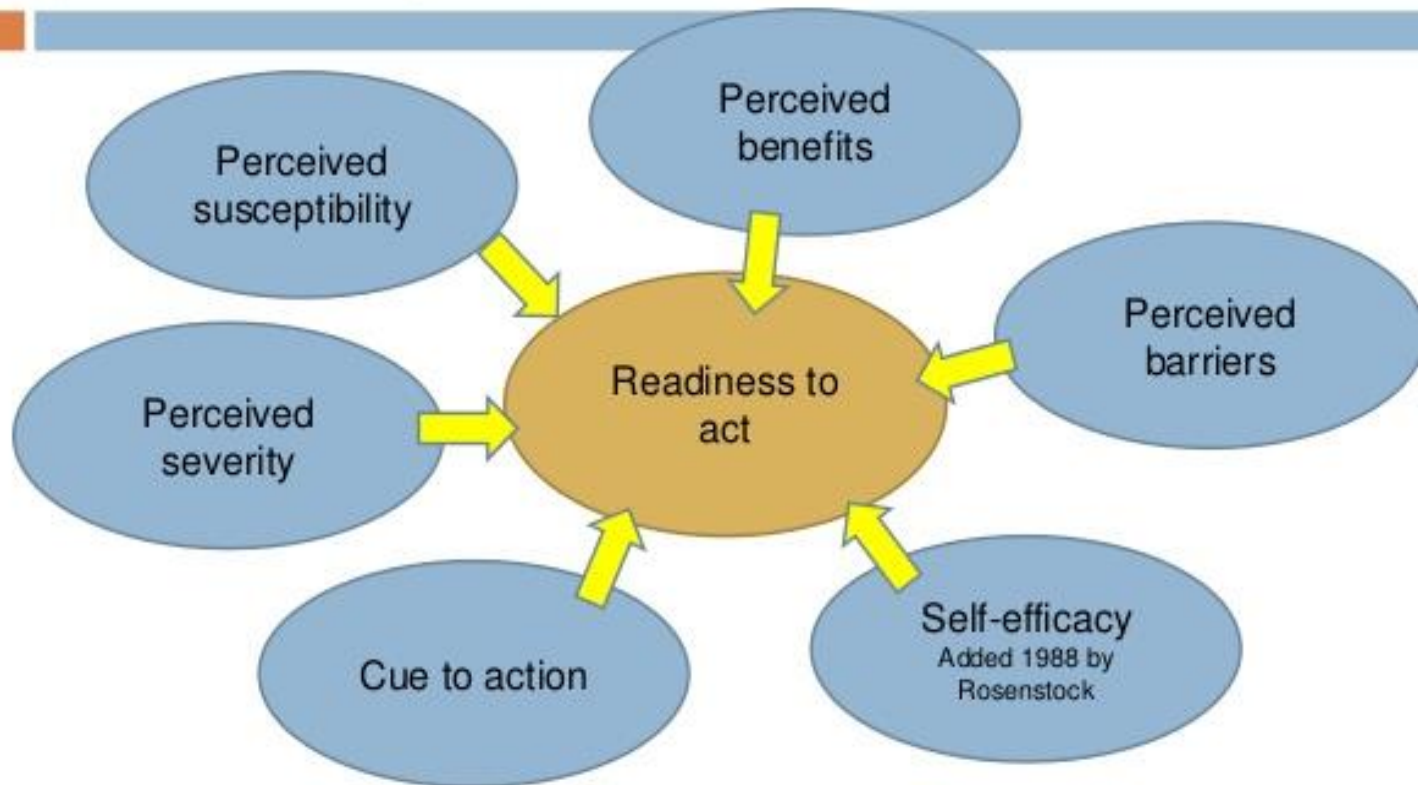 Perceived
susceptibility
Perceived
benefits
Perceived
barriers
Readiness to
act
Perceived
severity
Cue to action
Self-efficacy
Added 1988 by
Rosenstock